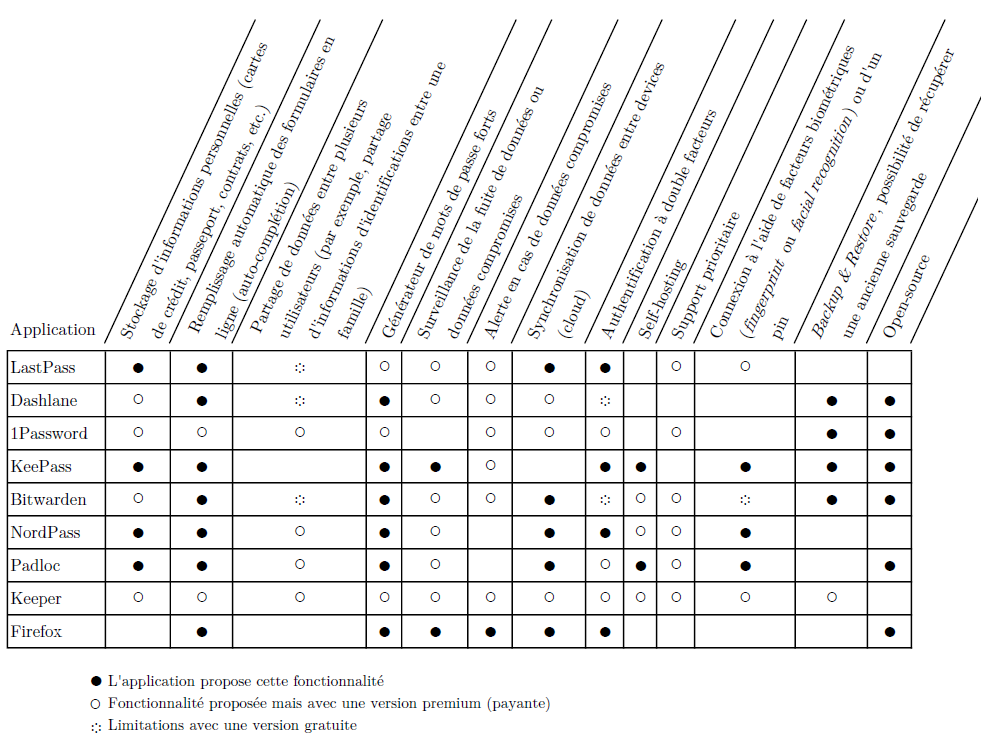 Stockage d'informations personnelles (cartes
de crédit, passeport, contrats, etc.)
Remplissage automatique des formulaires en
ligne (auto-complétion)
Partage de données entre plusieurs
utilisateurs (par exemple, partage
d'informations d'identifications entre une
famille)
Générateur de mots de passe forts
Surveillance de la fuite de données ou
données compromises
Alerte en cas de données compromises
Synchronisation de données entre devices
(cloud)
Authentification à double facteurs
Self-hosting
Support prioritaire
Connexion à l'aide de facteurs biométriques
(fingerprint ou facial recognition) ou d'un
pin
Backup & Restore, possibilité de récupérer
une ancienne sauvegarde
Open-source
Application
LastPass
Dashlane
1Password
KeePass
Bitwarden
NordPass
Padloc
Keeper
Firefox
L'application propose cette fonctionnalité
Fonctionnalité proposée mais avec une version premium (payante)
Limitations avec une version gratuite